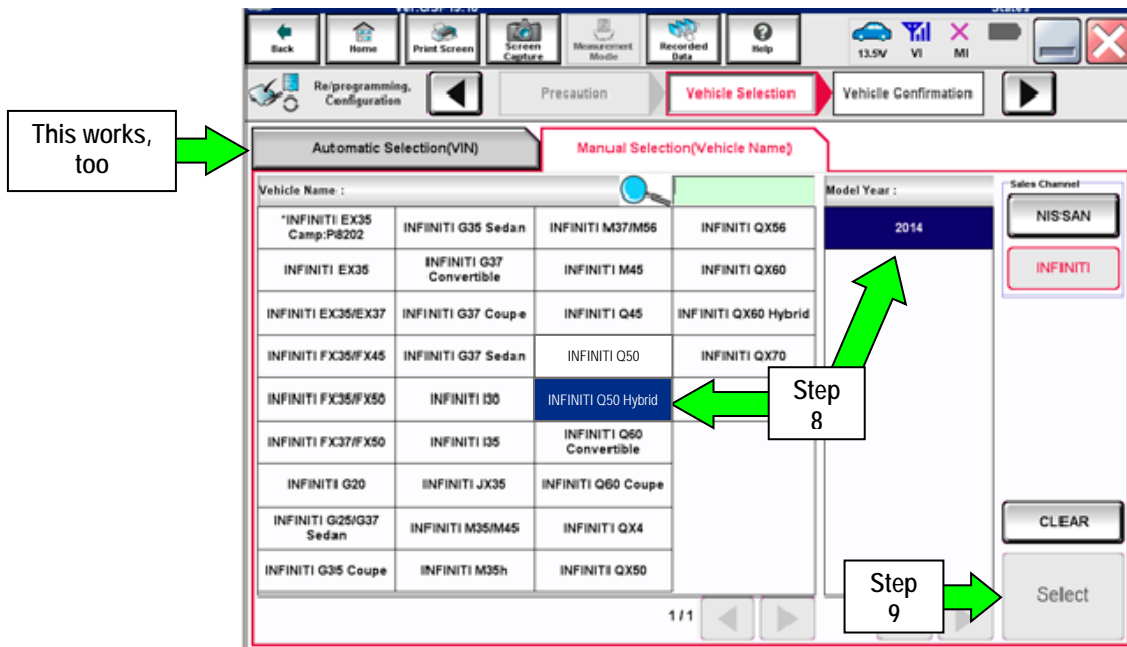 Back
Home
Print Screen
Screen
Capture
Measurement
Mode
Recorded
Data
Help
13.5V
VI
MI
Re/programming,
Configuration
Precaution
Vehicle Selection
Vehicle Confirmation
This works,
too
Automatic Selection(VIN)
Manual Selection(Vehicle Name)
Vehicle Name :
Model Year :
Sales Channel
*INFINITI EX35
Camp:P8202
INFINITI G35 Sedan
INFINITI M37/M56
INFINITI QX56
2014
NISSAN
INFINITI EX35
INFINITI G37
Convertible
INFINITI M45
INFINITI QX60
INFINITI
INFINITI EX35/EX37
INFINITI G37 Coupe
INFINITI Q45
INFINITI QX60 Hybrid
INFINITI FX35/FX45
INFINITI G37 Sedan
INFINITI Q50
INFINITI QX70
INFINITI FX35/FX50
INFINITI I30
INFINITI Q50 Hybrid
Step
8
INFINITI FX37/FX50
INFINITI I35
INFINITI Q60
Convertible
INFINITI G20
INFINITI JX35
INFINITI Q60 Coupe
INFINITI G25/G37
Sedan
INFINITI M35/M45
INFINITI QX4
CLEAR
INFINITI G35 Coupe
INFINITI M35h
INFINITI QX50
Step
9
Select
1/1